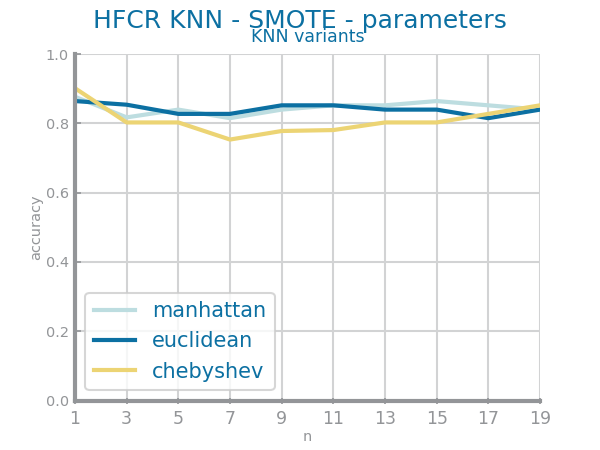 HFCR KNN - SMOTE - parameters
KNN variants
1.0
0.8
0.6
0.4
0.2
0.0
accuracy
manhattan
euclidean
chebyshev
1 3 5 7 9 11 13 15 17 19
n